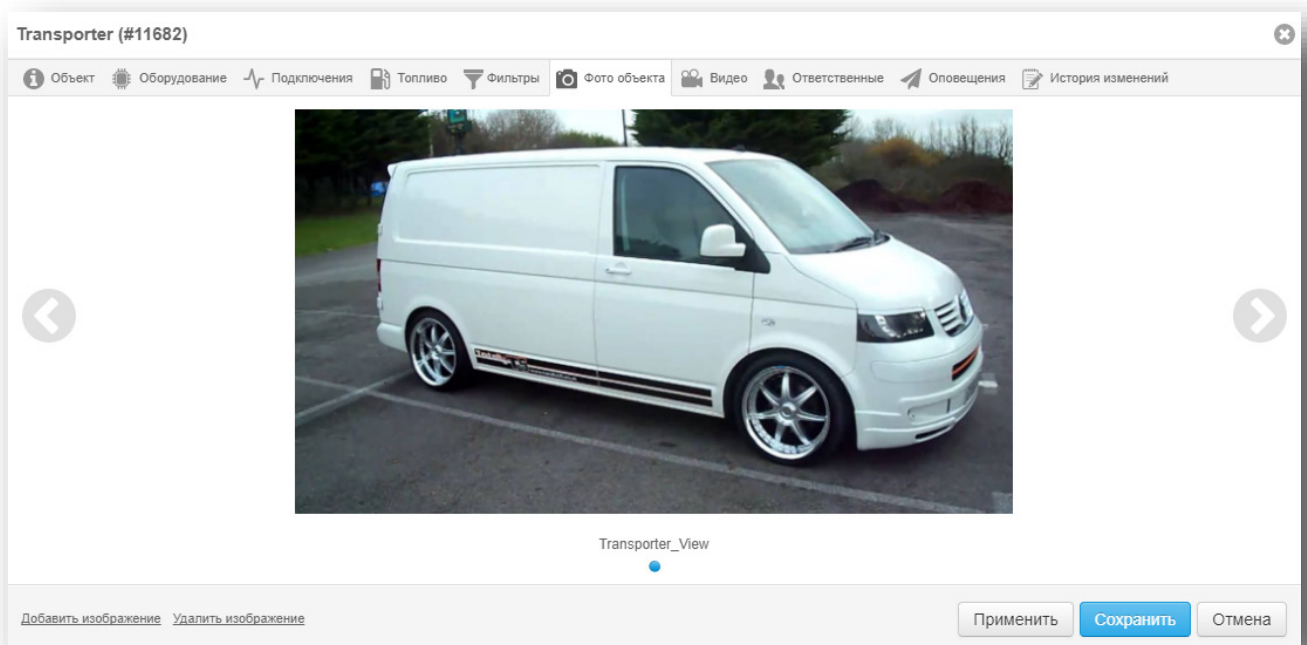 Transporter (#11682)
Объект Оборудование Подключения Топливо Фильтры Фото объекта Видео Ответственные Оповещения История изменений
Transporter_View
Добавить изображение Удалить изображение Применить Сохранить Отмена